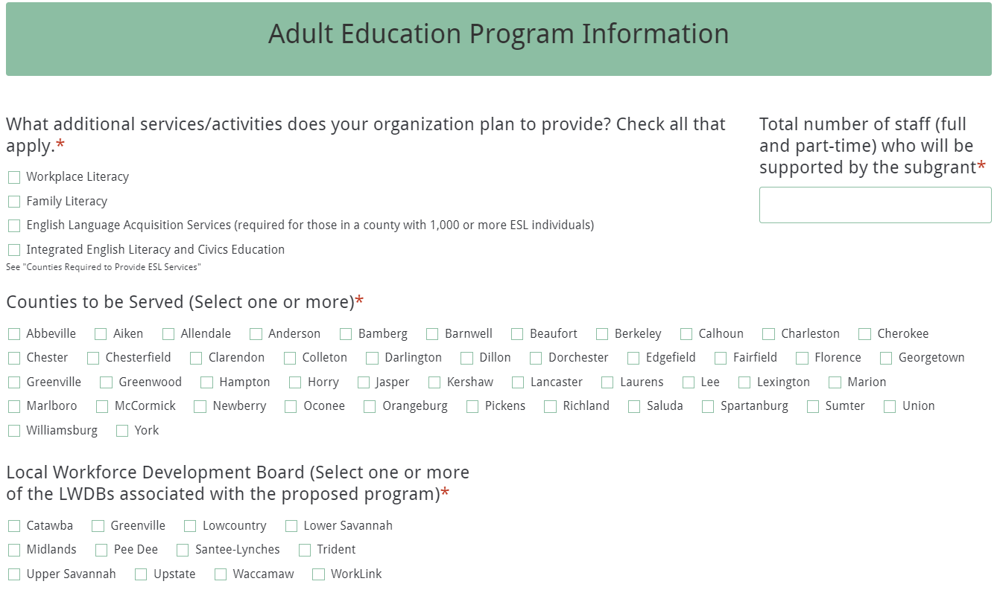 Adult Education Program Information
What additional services/activities does your organization plan to provide? Check all that
apply.*
Workplace Literacy
Family Literacy
English Language Acquisition Services (required for those in a county with 1,000 or more ESL individuals)
Integrated English Literacy and Civics Education
See "Counties Required to Provide ESL Services"
Total number of staff (full
and part-time) who will be
supported by the subgrant*
Counties to be Served (Select one or more)*
Abbeville Aiken Allendale Anderson Bamberg Barnwell Beaufort Berkeley Calhoun Charleston Cherokee
Chester Chesterfield Clarendon Colleton Darlington Dillon Dorchester Edgefield Fairfield Florence Georgetown
Greenville Greenwood Hampton Horry Jasper Kershaw Lancaster Laurens Lee Lexington Marion
Marlboro McCormick Newberry Oconee Orangeburg Pickens Richland Saluda Spartanburg Sumter Union
Williamsburg York
Local Workforce Development Board (Select one or more
of the LWDBs associated with the proposed program)*
Catawba Greenville Lowcountry Lower Savannah
Midlands Pee Dee Santee-Lynches Trident
Upper Savannah Upstate Waccamaw WorkLink